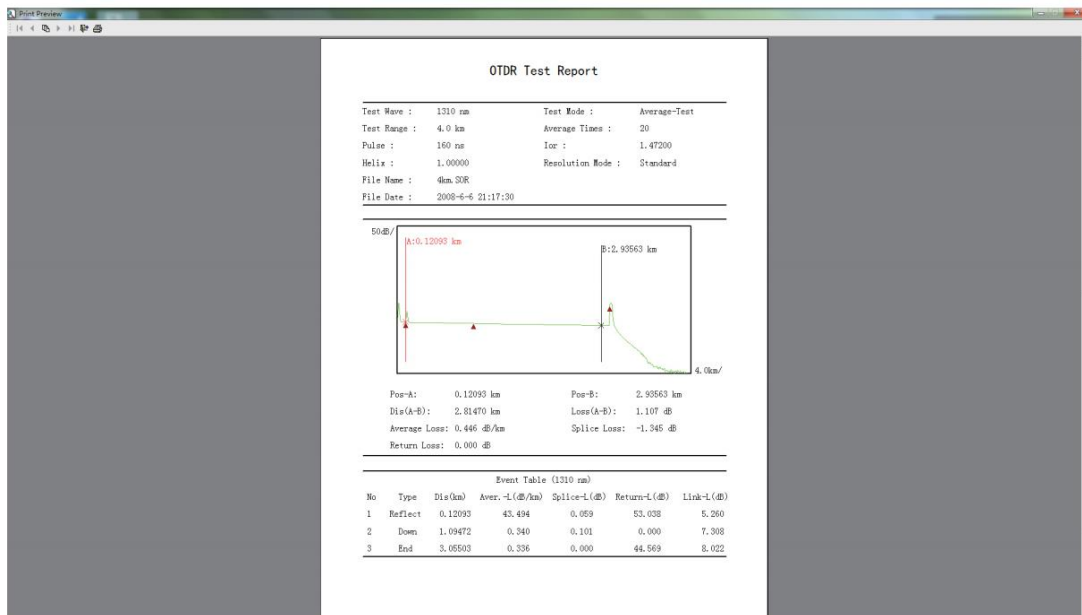 Print Preview
OTDR Test Report
Test Wave : 1310 nm Test Mode : Average-Test
Test Range : 4.0 km Average Times : 20
Pulse : 160 ns Ior : 1.47200
Helix : 1.00000 Resolution Mode : Standard
File Name : 4km.SOR
File Date : 2008-6-6 21:17:30
50dB/
A:0.12093 km
B:2.93563 km
4.0km/
Pos-A: 0.12093 km Pos-B: 2.93563 km
Dis(A-B): 2.81470 km Loss(A-B): 1.107 dB
Average Loss: 0.446 dB/km Splice Loss: -1.345 dB
Return Loss: 0.000 dB
Event Table (1310 nm)
No Type Dis(km) Aver.-L(dB/km) Splice-L(dB) Return-L(dB) Link-L(dB)
1 Reflect 0.12093 43.494 0.059 53.038 5.260
2 Down 1.09472 0.340 0.101 0.000 7.308
3 End 3.05503 0.336 0.000 44.569 8.022